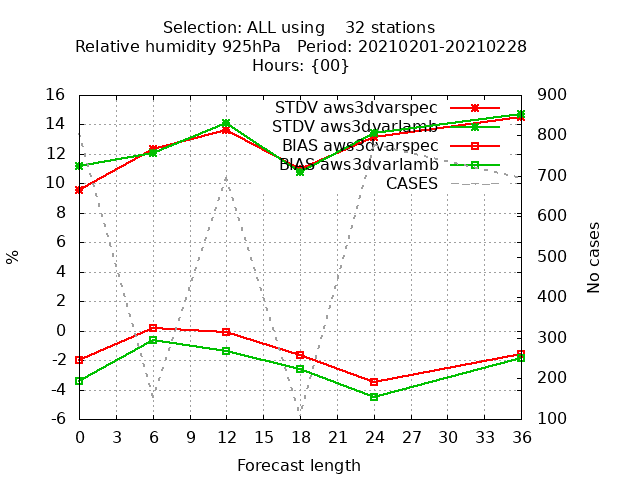 Selection: ALL using    32 stations
Relative humidity 925hPa   Period: 20210201-20210228
Hours: {00}
16
14
12
10
8
6
4
2
0
-2
-4
-6
%
STDV aws3dvarspec
STDV aws3dvarlamb
BIAS aws3dvarspec
BIAS aws3dvarlamb
CASES
900
800
700
600
500
400
300
200
100
No cases
0 3 6 9 12 15 18 21 24 27 30 33 36
Forecast length